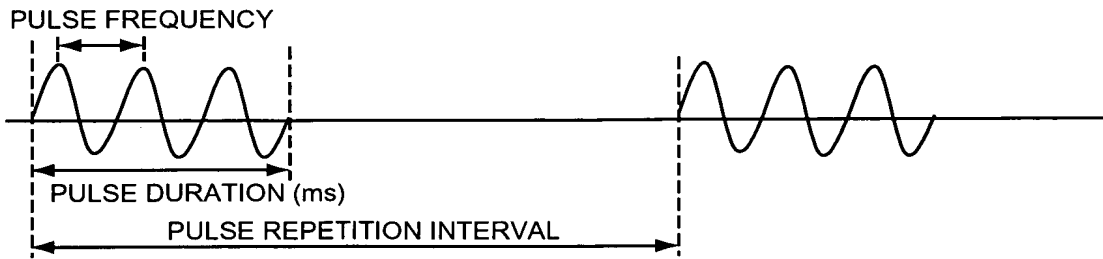 PULSE FREQUENCY
PULSE DURATION (ms)
PULSE REPETITION INTERVAL